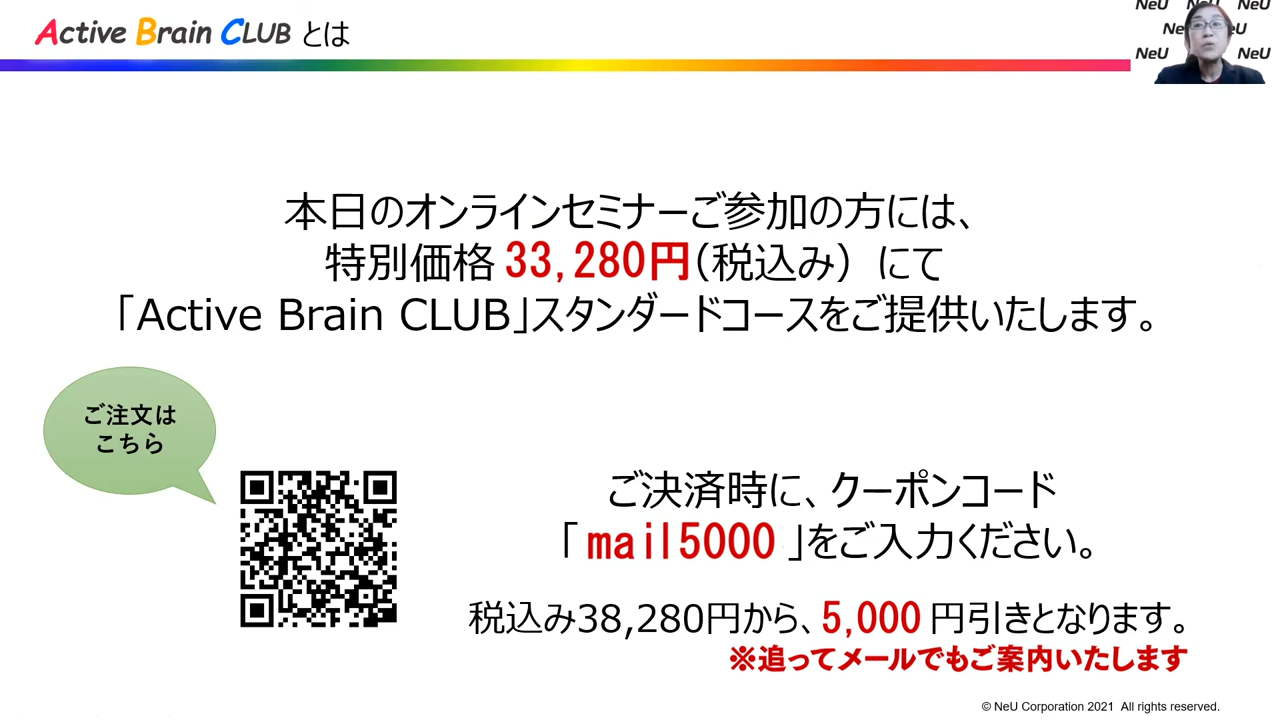 Active Brain CLUB とは
NeU NeU NeU
NeU NeU
NeU NeU
本日のオンラインセミナーご参加の方には、
特別価格 33,280円（税込み）にて
「Active Brain CLUB」スタンダードコースをご提供いたします。
ご注文は
こちら
ご決済時に、クーポンコード
「 mail5000 」をご入力ください。
税込み38,280円から、5,000 円引きとなります。
※追ってメールでもご案内いたします
© NeU Corporation 2021 All rights reserved.